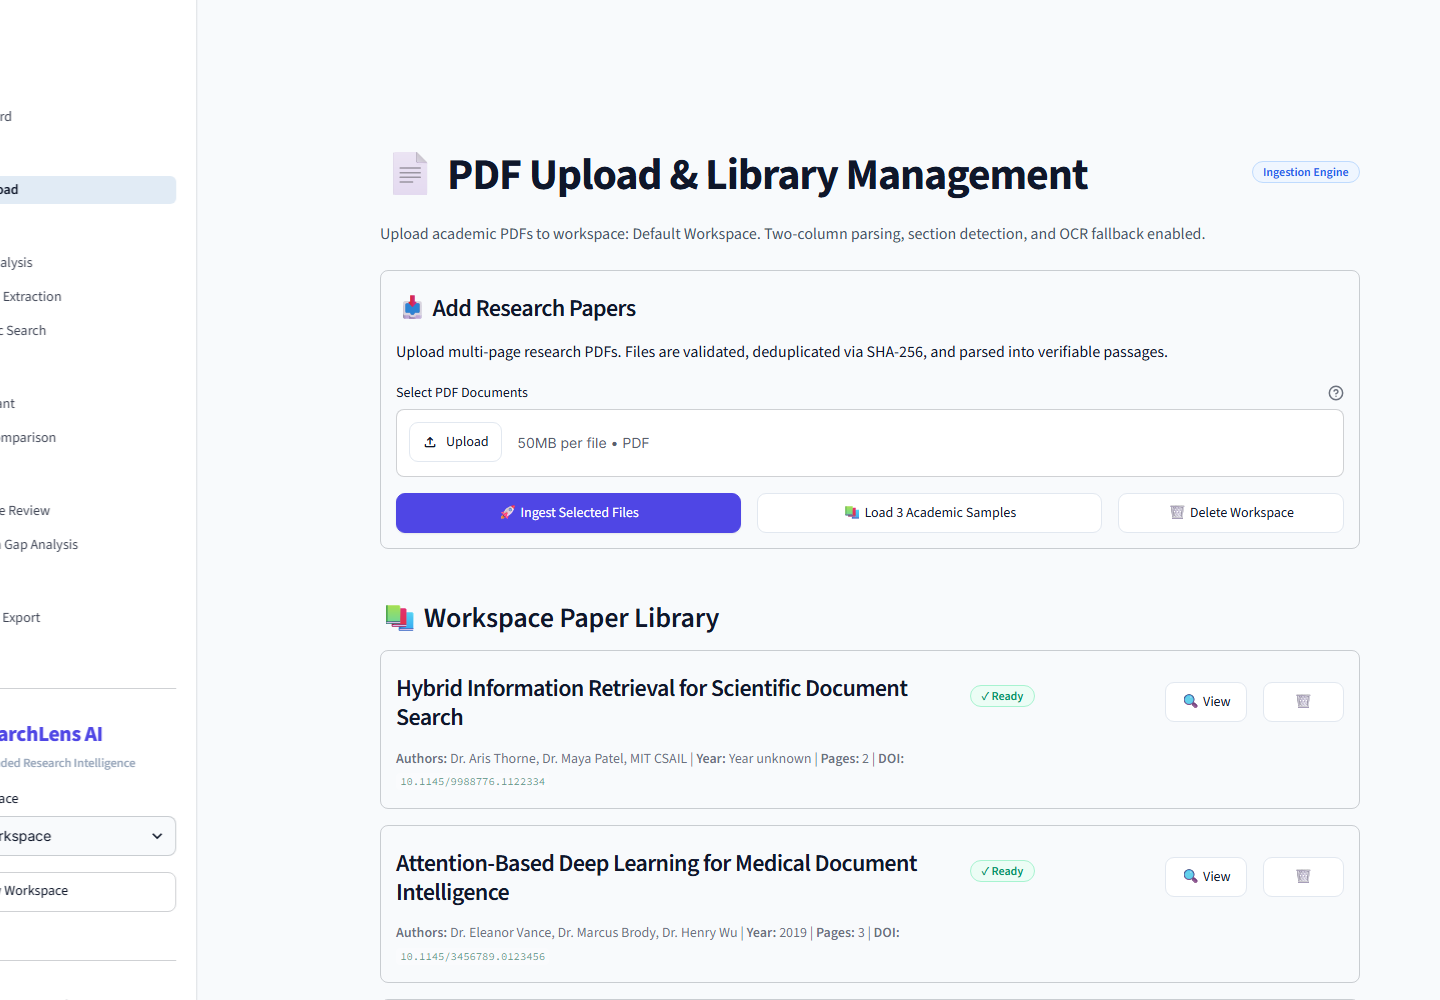 rd
oad
alysis
Extraction
c Search
ant
omparison
e Review
Gap Analysis
Export
archLens AI
ded Research Intelligence
ace
rkspace
Workspace
PDF Upload & Library Management
Ingestion Engine
Upload academic PDFs to workspace: Default Workspace. Two-column parsing, section detection, and OCR fallback enabled.
Add Research Papers
Upload multi-page research PDFs. Files are validated, deduplicated via SHA-256, and parsed into verifiable passages.
Select PDF Documents
Upload
50MB per file • PDF
Ingest Selected Files
Load 3 Academic Samples
Delete Workspace
Workspace Paper Library
Hybrid Information Retrieval for Scientific Document
Search
✓ Ready
View
Authors: Dr. Aris Thorne, Dr. Maya Patel, MIT CSAIL | Year: Year unknown | Pages: 2 | DOI:
10.1145/9988776.1122334
Attention-Based Deep Learning for Medical Document
Intelligence
✓ Ready
View
Authors: Dr. Eleanor Vance, Dr. Marcus Brody, Dr. Henry Wu | Year: 2019 | Pages: 3 | DOI:
10.1145/3456789.0123456